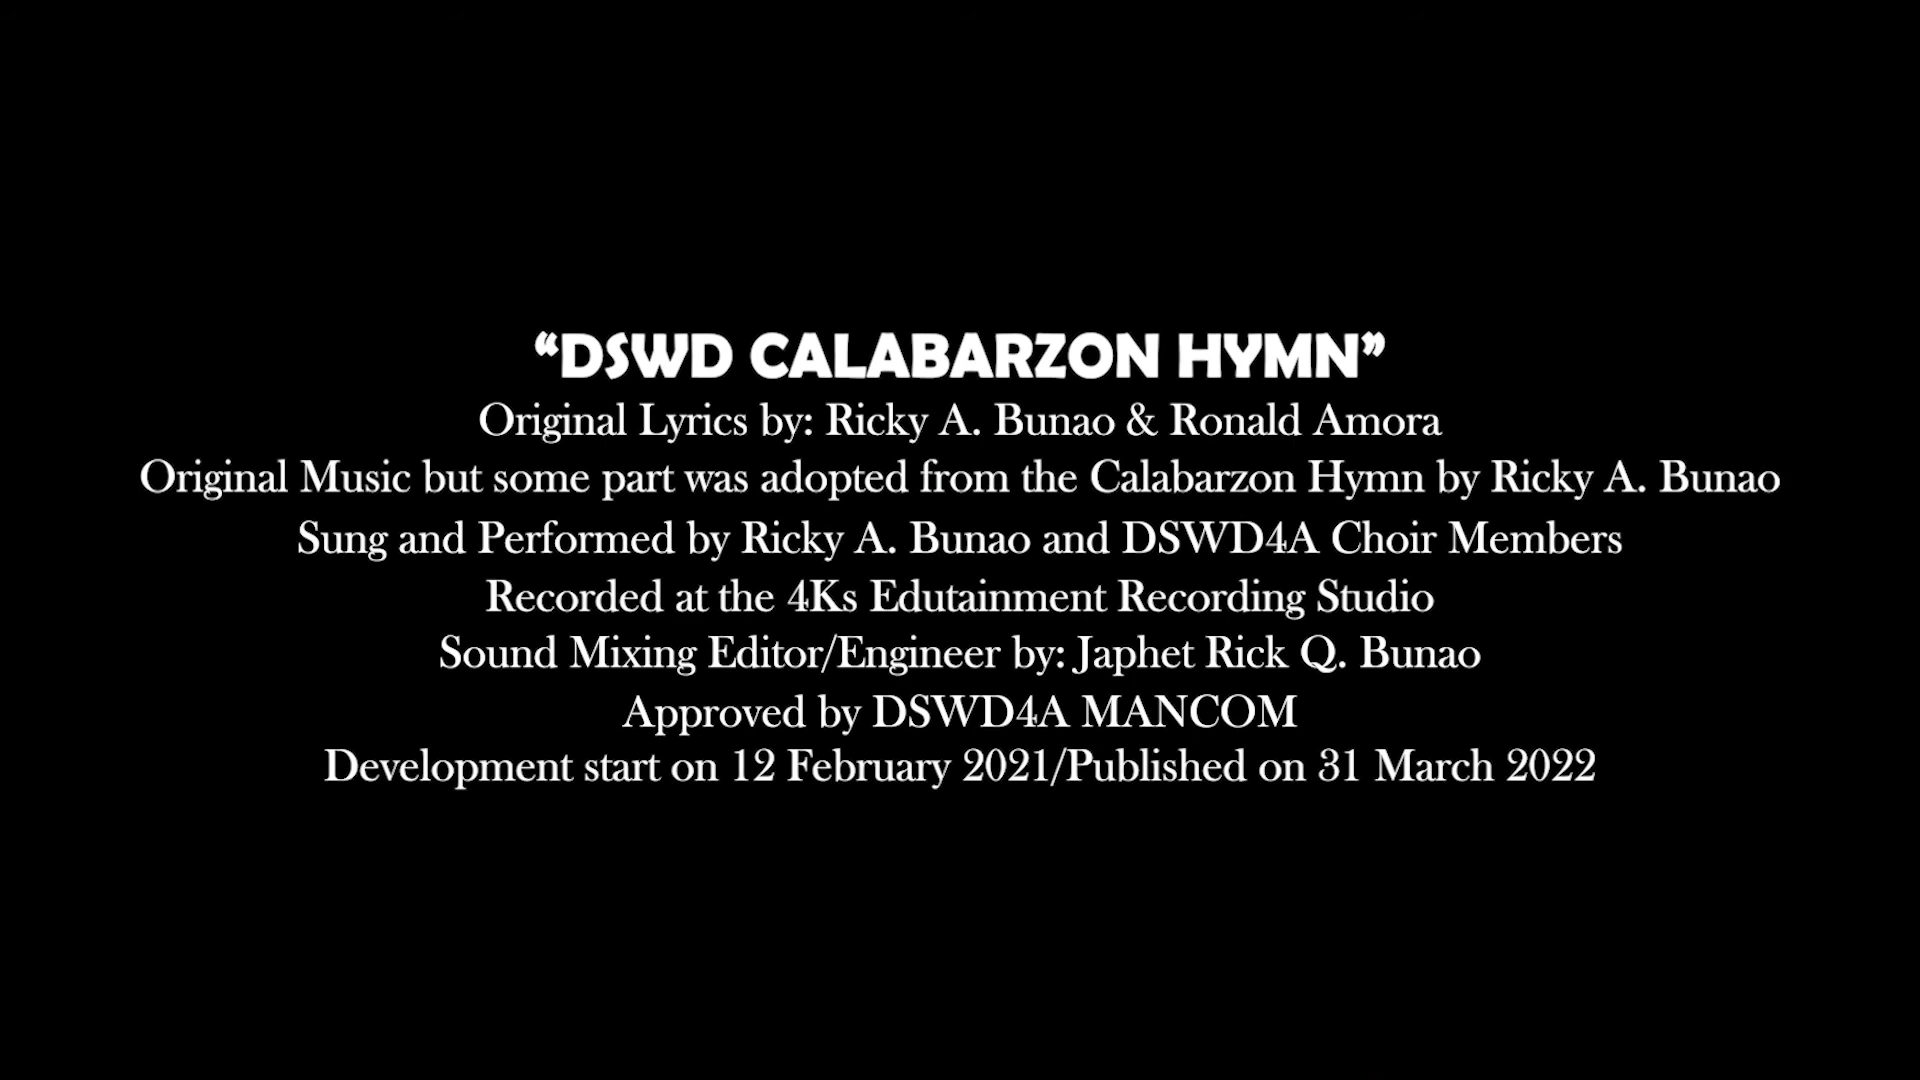 “DSWD CALABARZON HYMN”
Original Lyrics by: Ricky A. Bunao & Ronald Amora
Original Music but some part was adopted from the Calabarzon Hymn by Ricky A. Bunao
Sung and Performed by Ricky A. Bunao and DSWD4A Choir Members
Recorded at the 4Ks Edutainment Recording Studio
Sound Mixing Editor/Engineer by: Japhet Rick Q. Bunao
Approved by DSWD4A MANCOM
Development start on 12 February 2021/Published on 31 March 2022